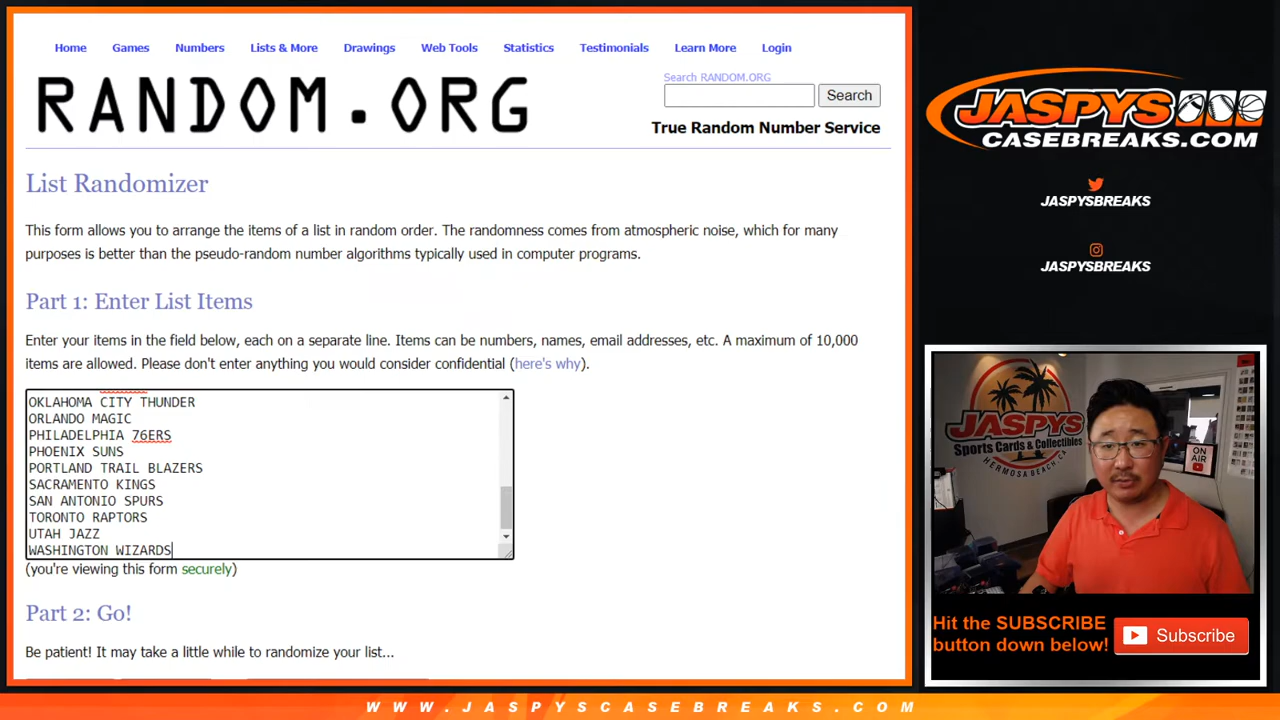 Home Games Numbers Lists & More Drawings Web Tools Statistics Testimonials Learn More Login
RANDOM.ORG
Search RANDOM.ORG
Search
True Random Number Service
List Randomizer
This form allows you to arrange the items of a list in random order. The randomness comes from atmospheric noise, which for many
purposes is better than the pseudo-random number algorithms typically used in computer programs.
Part 1: Enter List Items
Enter your items in the field below, each on a separate line. Items can be numbers, names, email addresses, etc. A maximum of 10,000
items are allowed. Please don't enter anything you would consider confidential (here's why).
OKLAHOMA CITY THUNDER
ORLANDO MAGIC
PHILADELPHIA 76ERS
PHOENIX SUNS
PORTLAND TRAIL BLAZERS
SACRAMENTO KINGS
SAN ANTONIO SPURS
TORONTO RAPTORS
UTAH JAZZ
WASHINGTON WIZARDS
(you're viewing this form securely)
Part 2: Go!
Be patient! It may take a little while to randomize your list...
JASPYS
CASEBREAKS.COM
JASPYSBREAKS
JASPYSBREAKS
JASPYS
Sports Cards & Collectibles
HERMOSA BEACH, CA
ON AIR
Hit the SUBSCRIBE
button down below!
Subscribe
WWW.JASPYSCASEBREAKS.COM